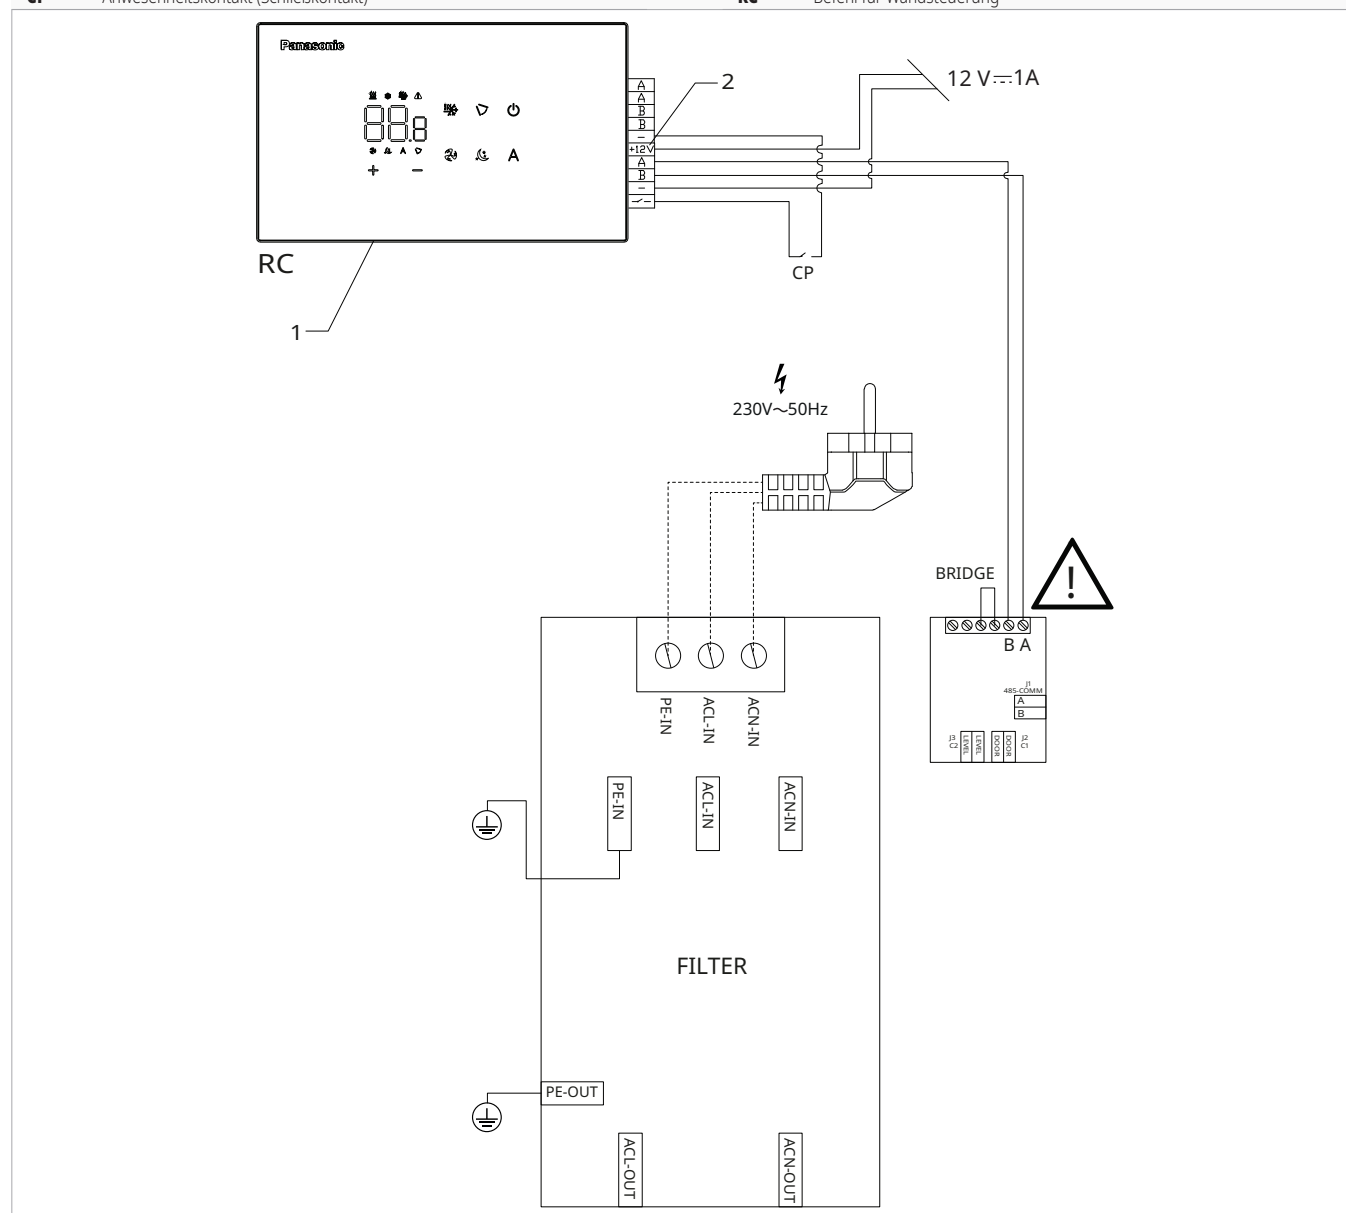 CP Anwesenheitskontakt (Schließkontakt) RC Befehl für Wandsteuerung
Panasonic
88.8
A
+ −
A
A
A
B
B
−
+12V
A
B
−
2
12 V⎓1A
RC
CP
1
230V~50Hz
BRIDGE
!
B A
J1
485-COMM
A
B
J3
C2
LEVEL
LEVEL
DOOR
DOOR
J2
C1
PE-IN
ACL-IN
ACN-IN
PE-IN
ACL-IN
ACN-IN
FILTER
PE-OUT
ACL-OUT
ACN-OUT